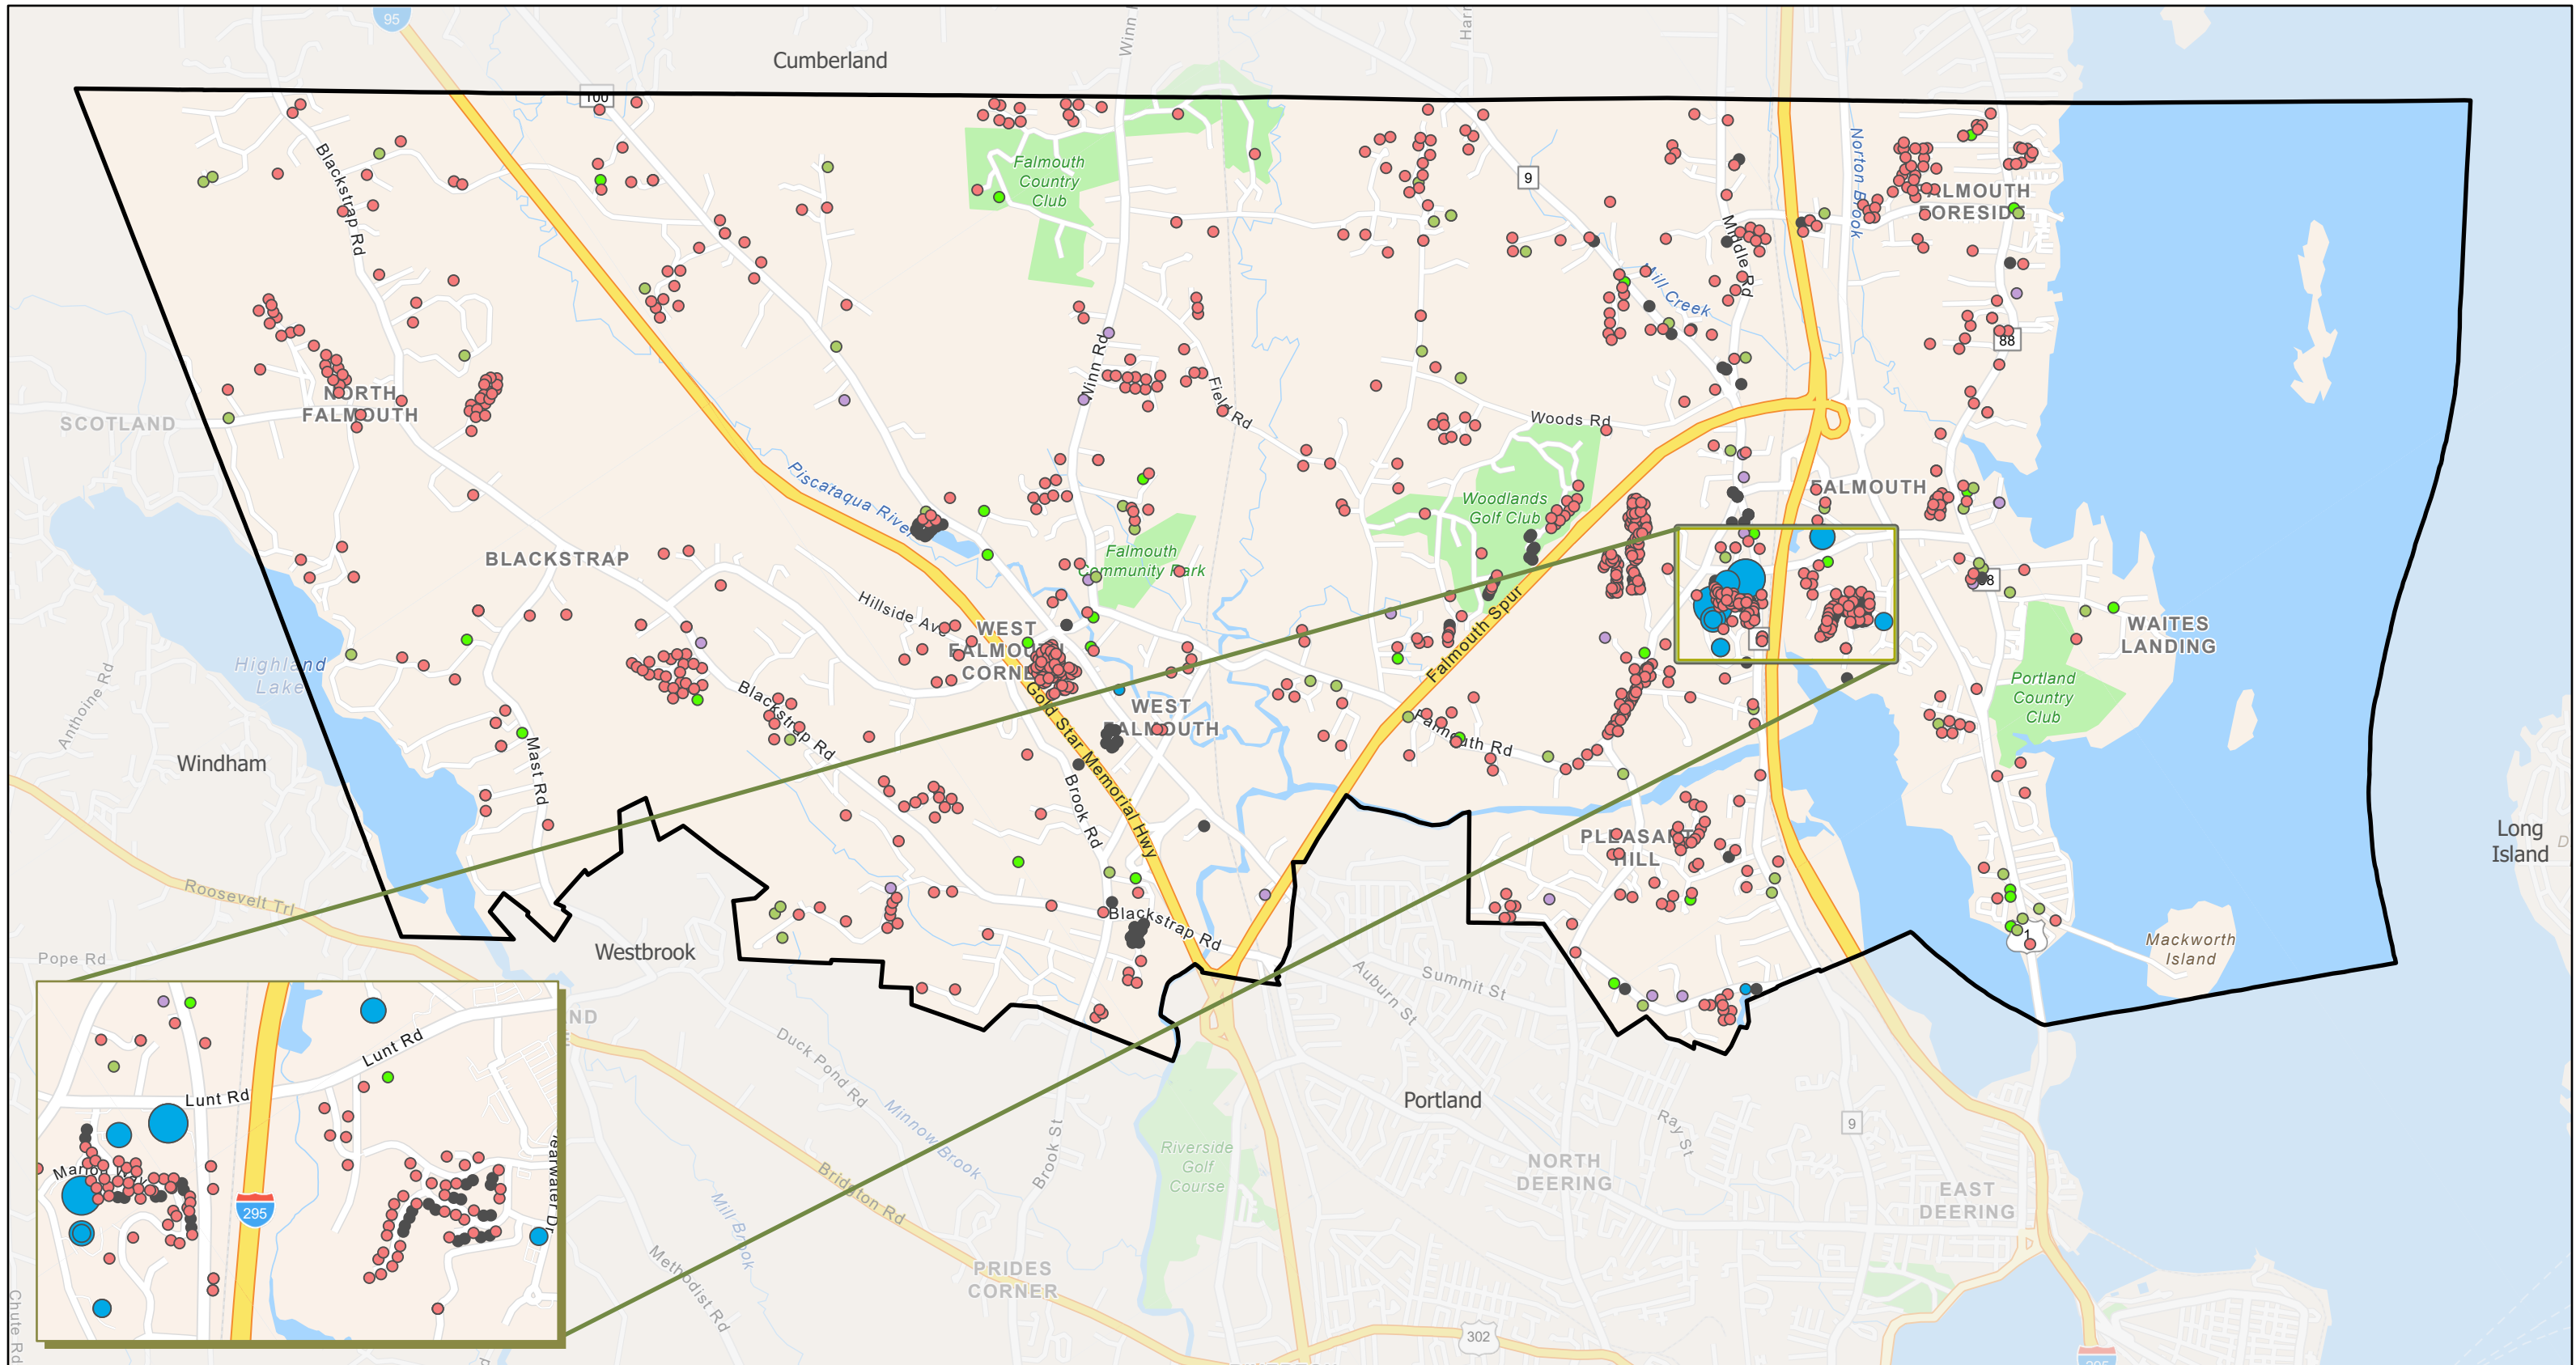 95
Cumberland
Winn
Harr
100
Blackstrap Rd
Falmouth
Country
Club
9
Norton Brook
FALMOUTH
FORESIDE
Middle Rd
Mill Creek
88
Winn Rd
Field Rd
NORTH
FALMOUTH
SCOTLAND
Woods Rd
Piscataqua River
Woodlands
Golf Club
FALMOUTH
BLACKSTRAP
Falmouth
Community Park
88
Hillside Ave
Falmouth Spur
WEST
FALMOUTH
CORNER
WAITES
LANDING
Highland
Lake
Anthoine Rd
Portland
Country
Club
Blackstrap Rd
Gold Star Memorial Hwy
WEST
FALMOUTH
Falmouth Rd
Windham
Mast Rd
Brook Rd
PLEASANT
HILL
Long
Island
Roosevelt Trl
Blackstrap Rd
1
Mackworth
Island
Westbrook
Pope Rd
Auburn St
Summit St
Lunt Rd
Lunt Rd
Duck Pond Rd
Minnow Brook
Portland
Ray St
9
Riverside
Golf
Course
Brook St
NORTH
DEERING
EAST
DEERING
295
Bridgton Rd
Mill Brook
Methodist Rd
PRIDES
CORNER
Chute Rd
302
295